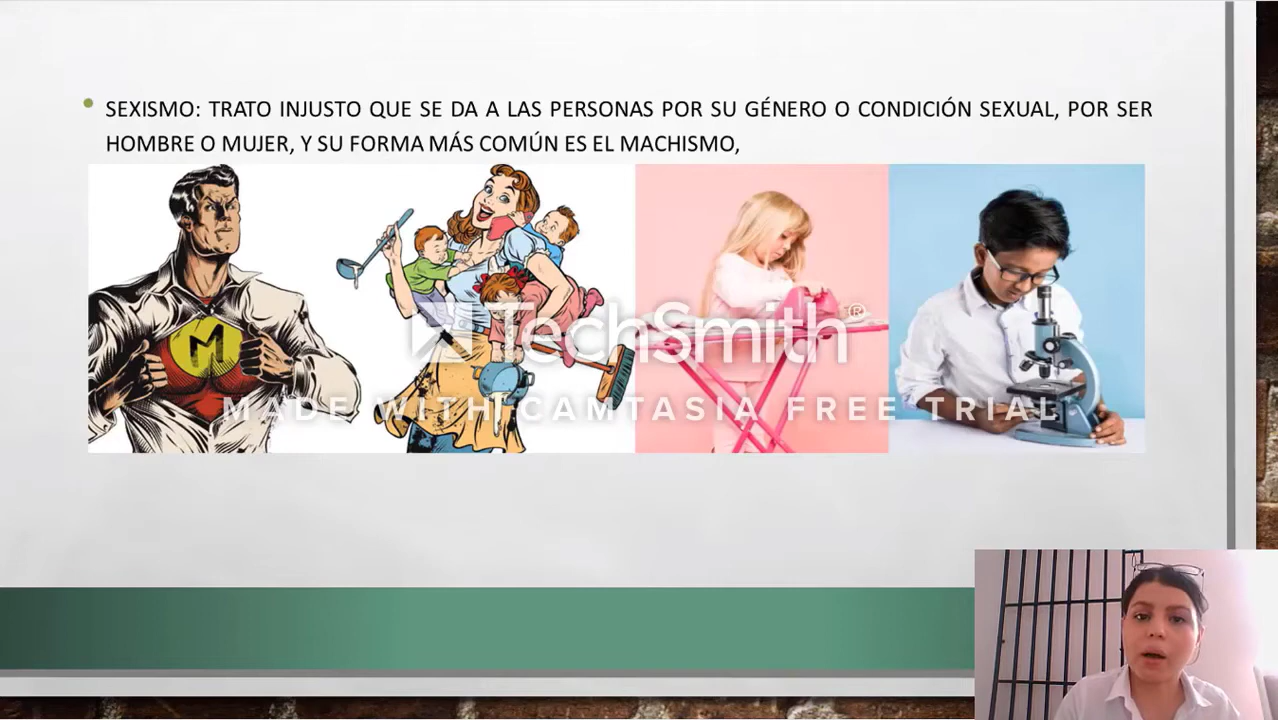 SEXISMO: TRATO INJUSTO QUE SE DA A LAS PERSONAS POR SU GÉNERO O CONDICIÓN SEXUAL, POR SER
HOMBRE O MUJER, Y SU FORMA MÁS COMÚN ES EL MACHISMO,
M
TechSmith®
MADE WITH CAMTASIA FREE TRIAL